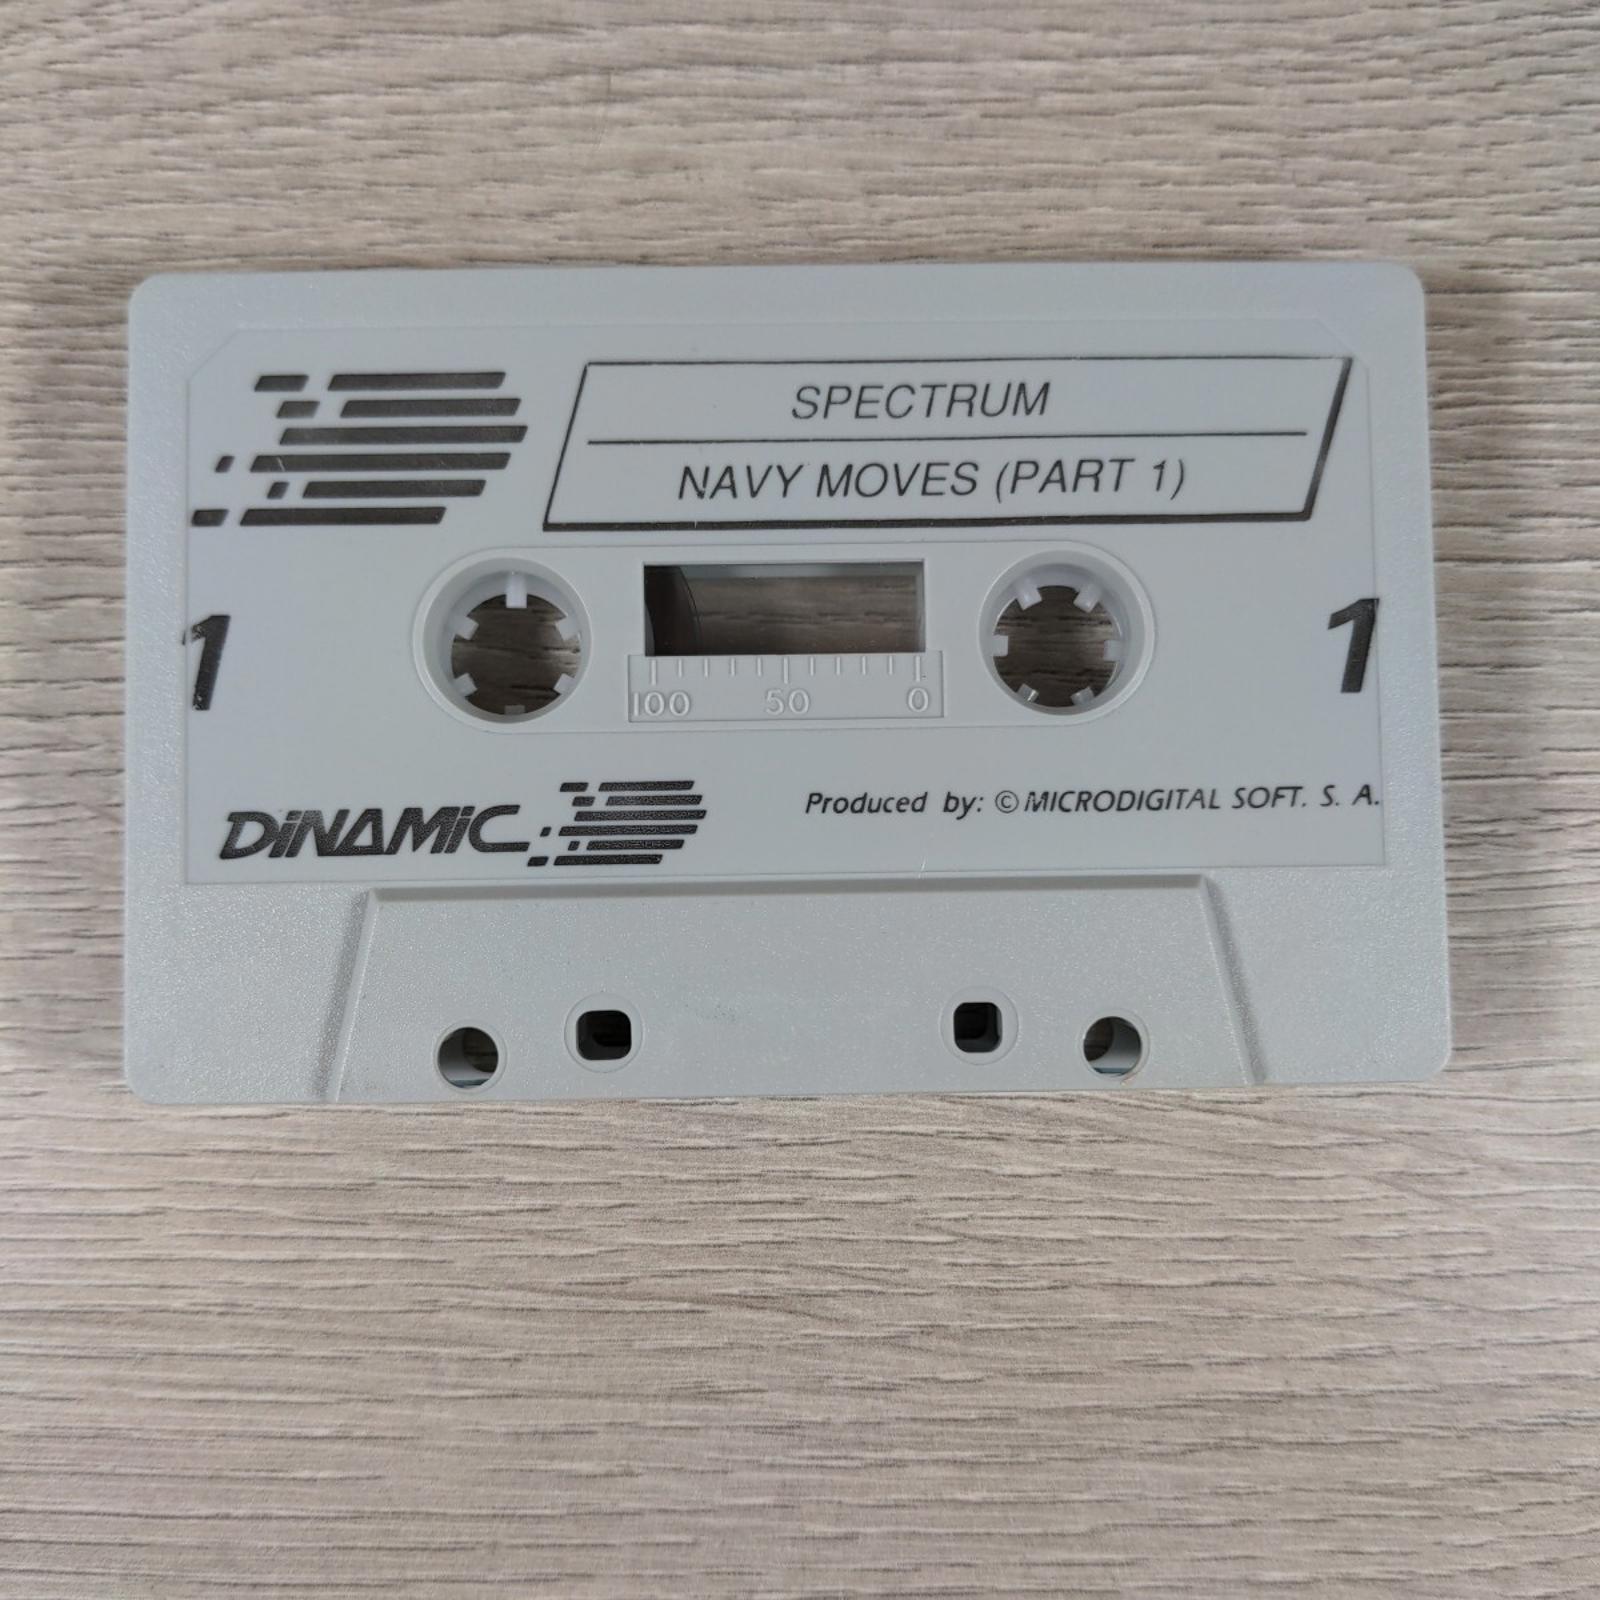 SPECTRUM
NAVY MOVES (PART 1)
1
1
100 50 0
DiNAMiC
Produced by: © MICRODIGITAL SOFT. S. A.